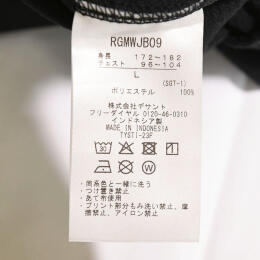 RGMWJB09
身長 172~182
チェスト 96~104
L
(SGT-1)
ポリエステル 100%
株式会社デサント
フリーダイヤル 0120-46-0310
インドネシア製
MADE IN INDONESIA
TYSTI-23F
30
・同系色と一緒に洗う
・つけ置き禁止
・あて布使用
・プリント部分もみ洗い禁止、摩擦禁止、アイロン禁止